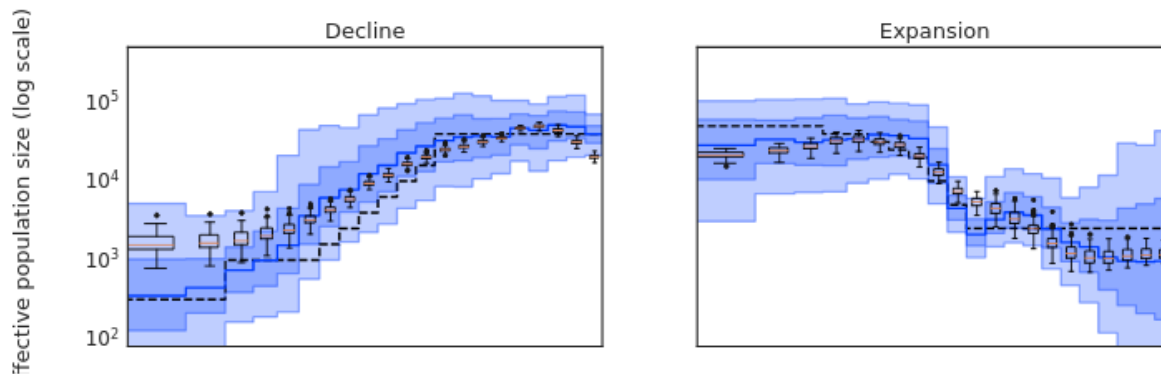 Decline
Expansion
ffective population size (log scale)
10^5
10^4
10^3
10^2